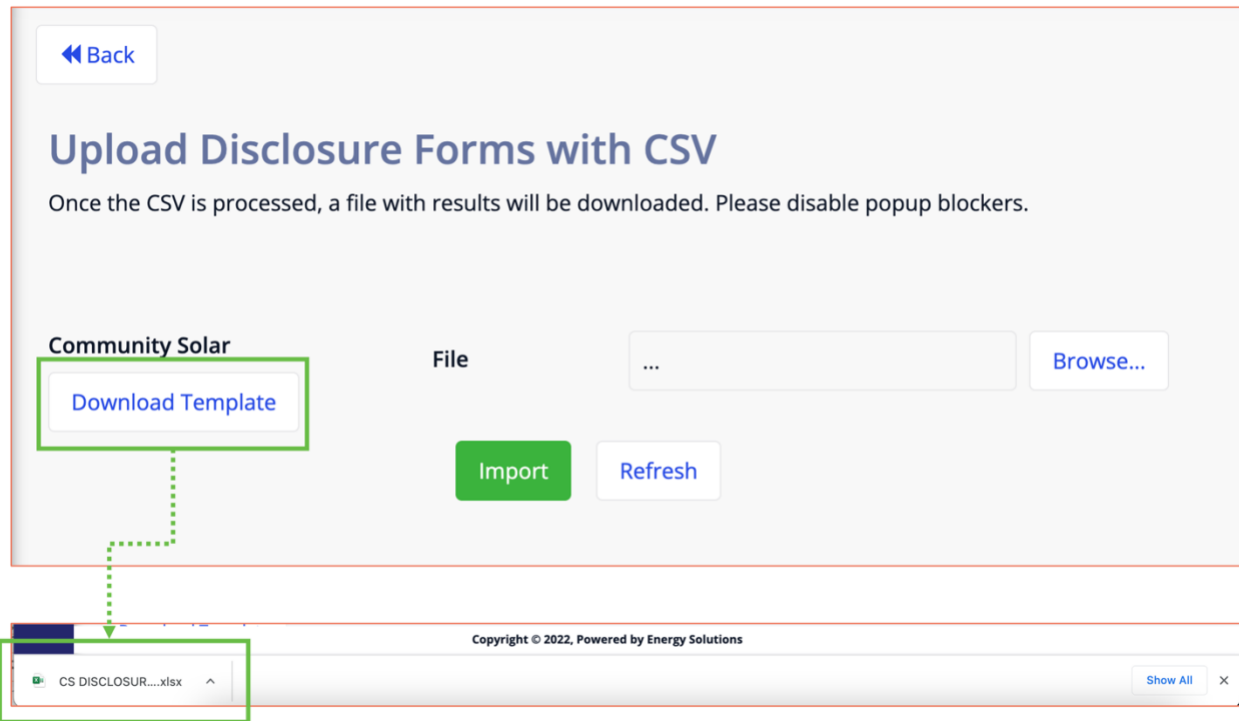 Back
Upload Disclosure Forms with CSV
Once the CSV is processed, a file with results will be downloaded. Please disable popup blockers.
Community Solar
File
...
Browse...
Download Template
Import
Refresh
Copyright © 2022, Powered by Energy Solutions
CS DISCLOSUR....xlsx
Show All